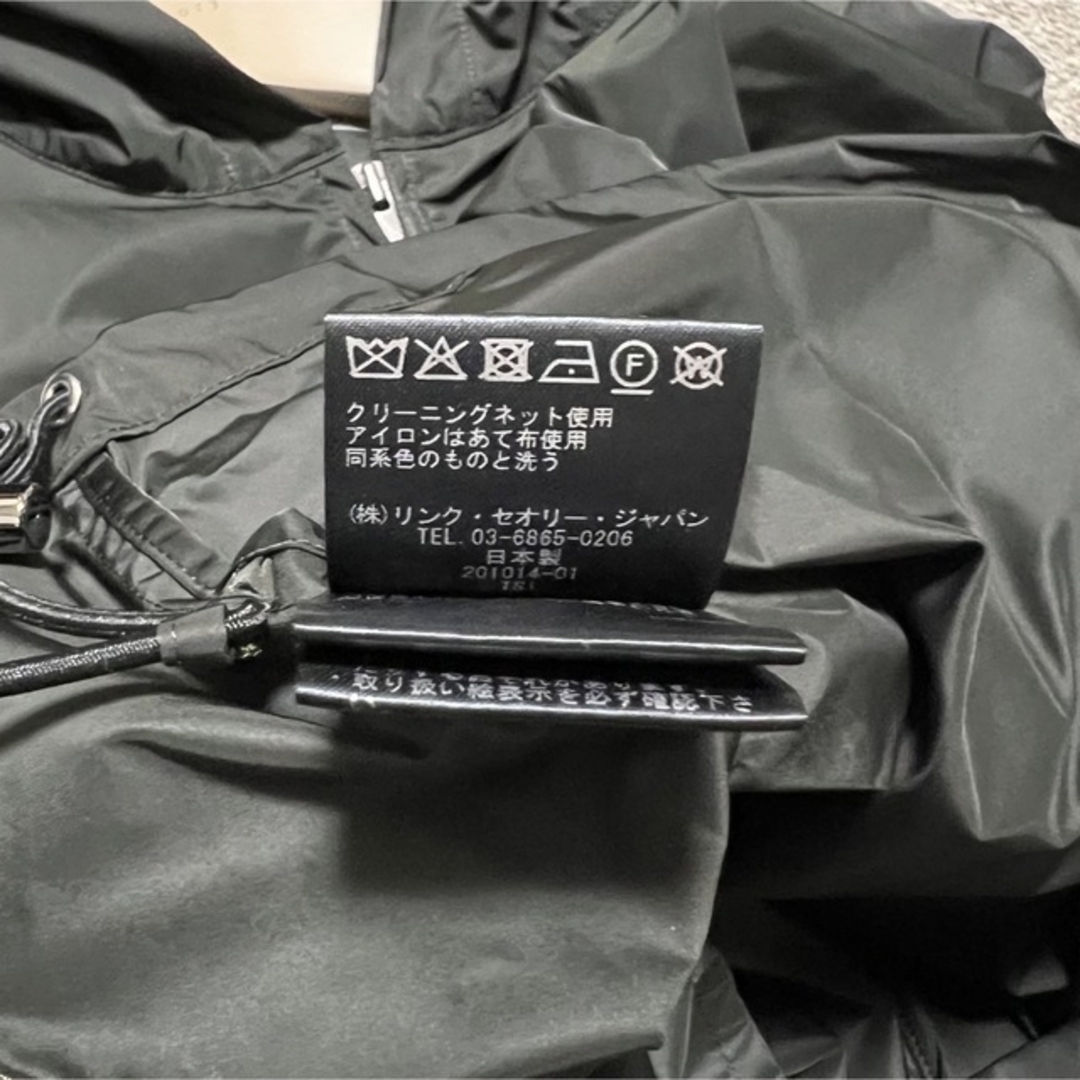 F
W
クリーニングネット使用
アイロンはあて布使用
同系色のものと洗う
(株)リンク・セオリー・ジャパン
TEL. 03-6865-0206
日本製
201014-01
・取り扱い絵表示を必ず確認下さ